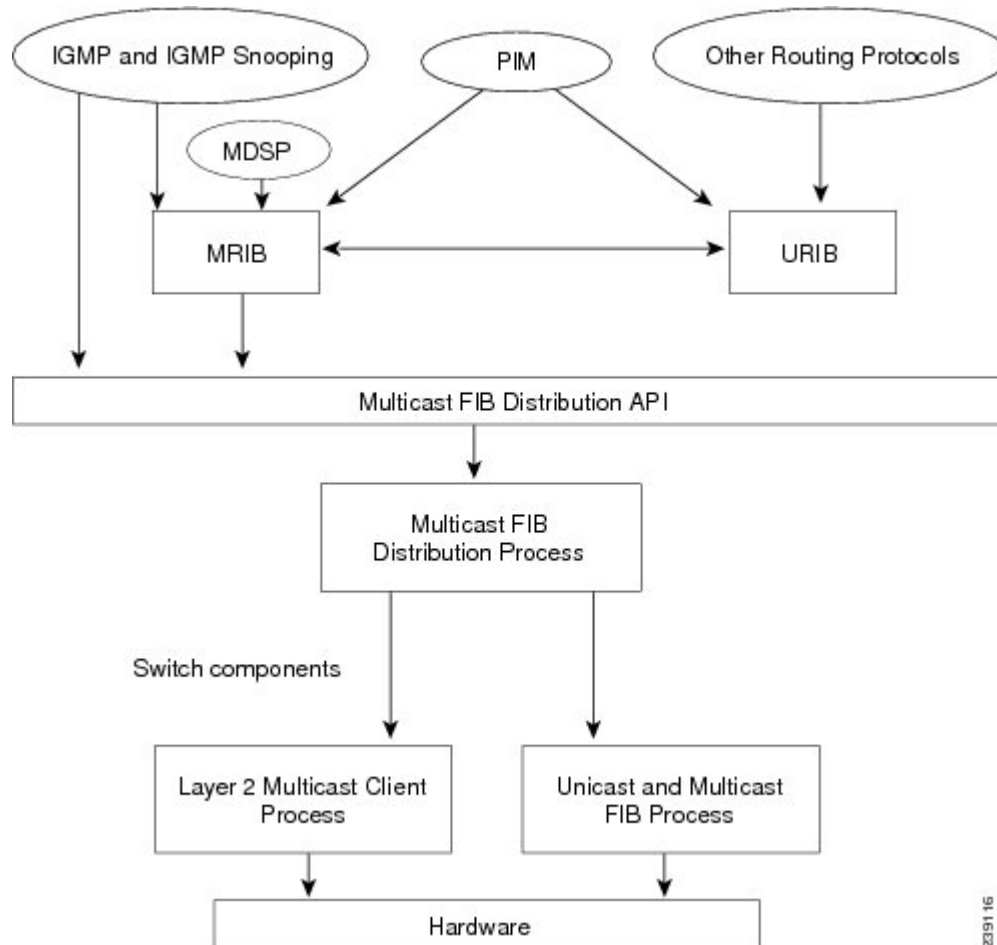 IGMP and IGMP Snooping
PIM
Other Routing Protocols
MDSP
MRIB
URIB
Multicast FIB Distribution API
Multicast FIB
Distribution Process
Switch components
Layer 2 Multicast Client
Process
Unicast and Multicast
FIB Process
Hardware
239116